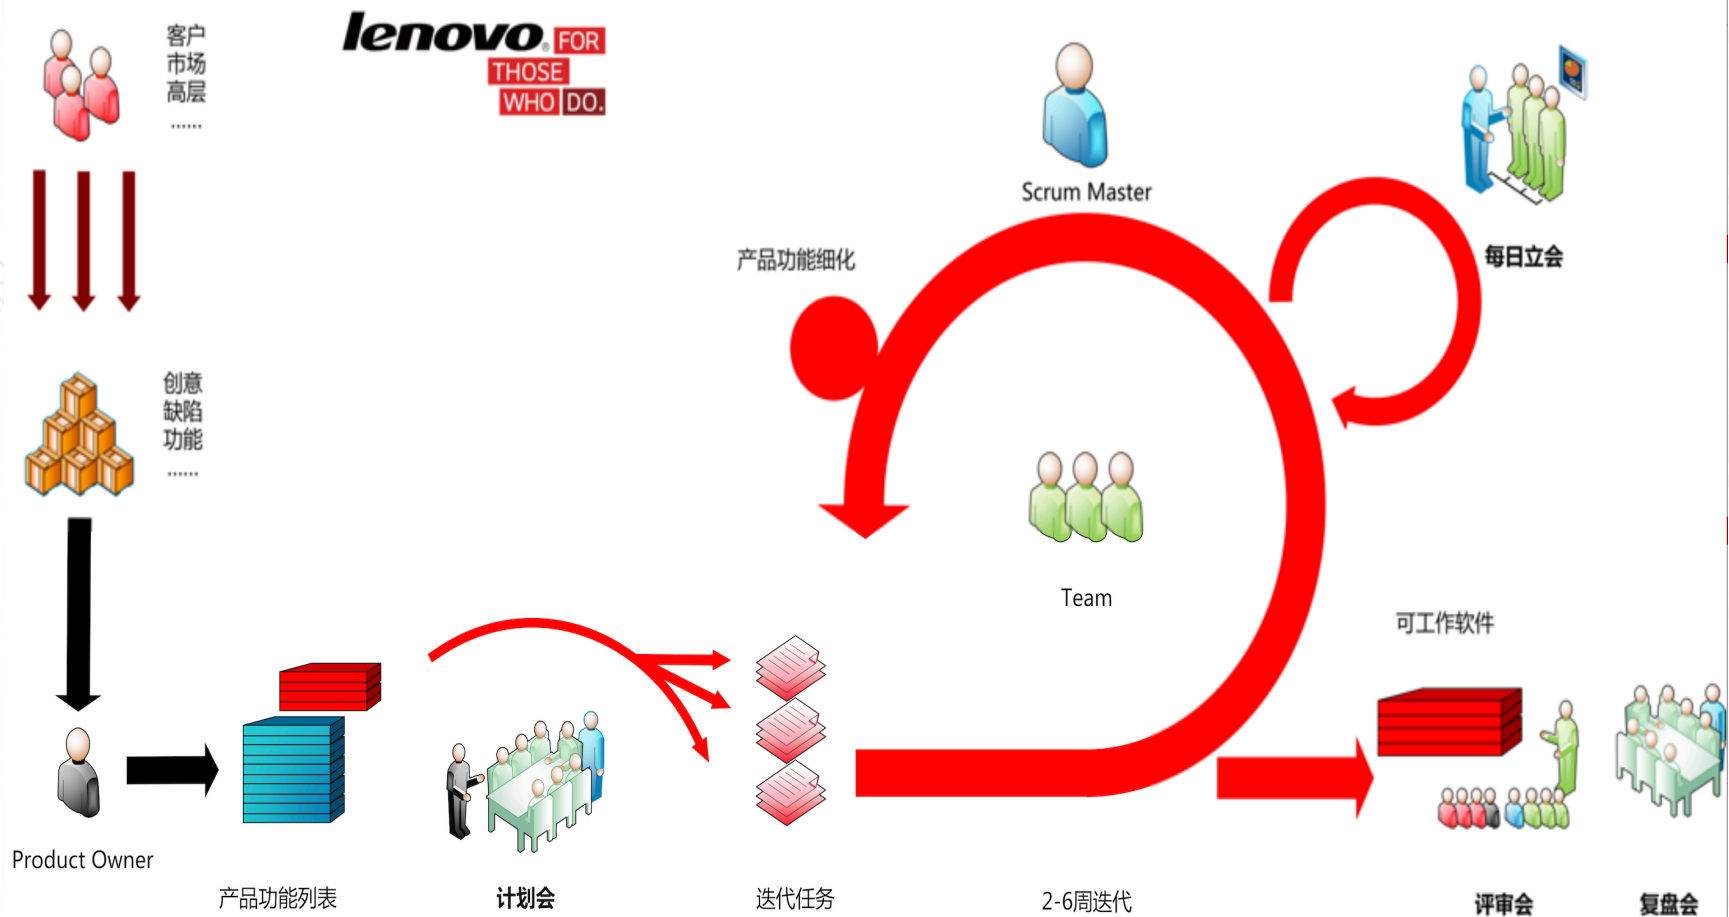 客户
市场
高层
......
lenovo® FOR
THOSE
WHO DO.
Scrum Master
每日立会
产品功能细化
创意
缺陷
功能
......
Team
可工作软件
Product Owner
产品功能列表
计划会
迭代任务
2-6周迭代
评审会
复盘会